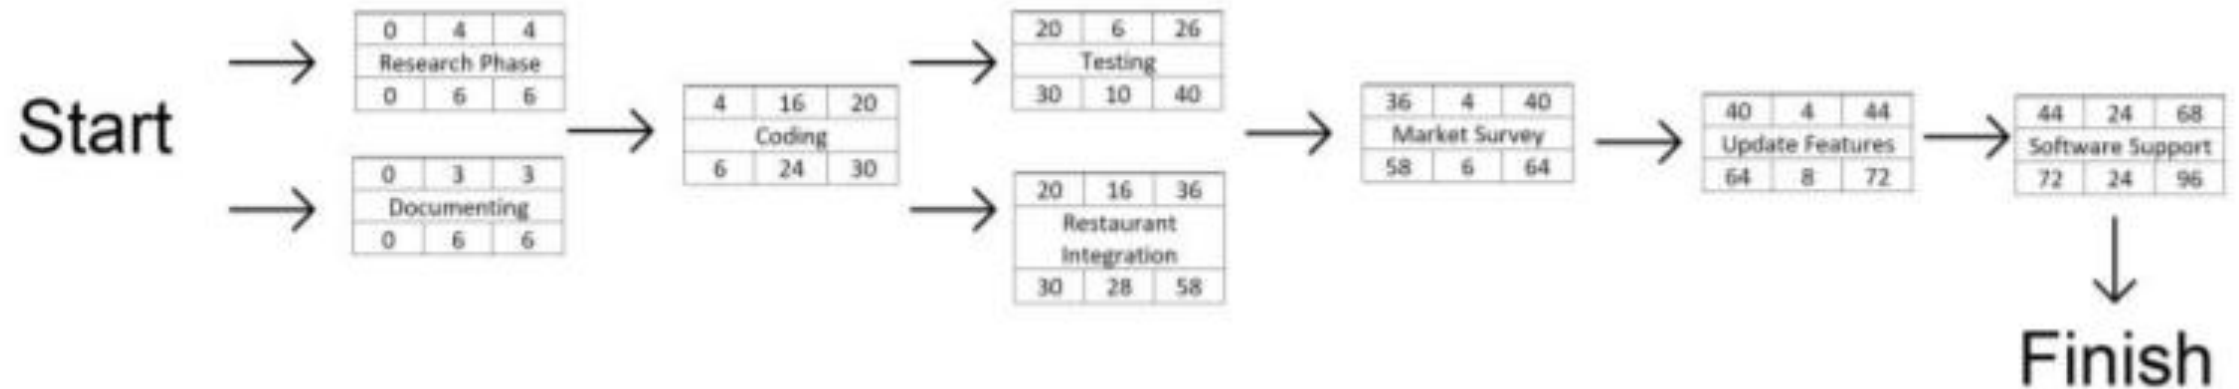 Start
0 4 4
Research Phase
0 6 6
0 3 3
Documenting
0 6 6
4 16 20
Coding
6 24 30
20 6 26
Testing
30 10 40
20 16 36
Restaurant
Integration
30 28 58
36 4 40
Market Survey
58 6 64
40 4 44
Update Features
64 8 72
44 24 68
Software Support
72 24 96
Finish